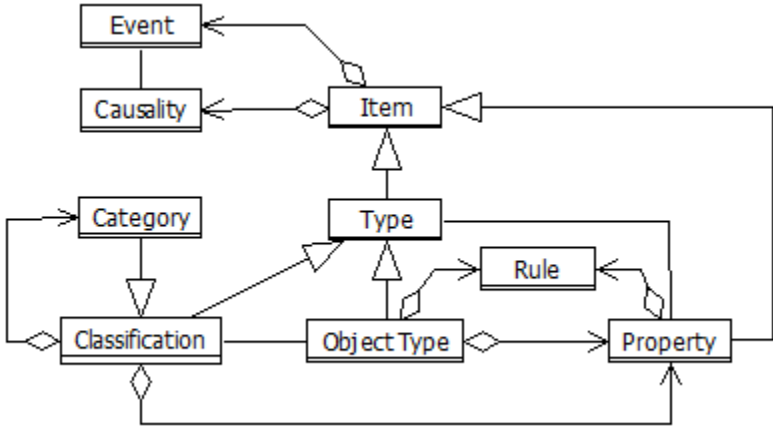 Event
Causality
Item
Category
Type
Rule
Classification
Object Type
Property